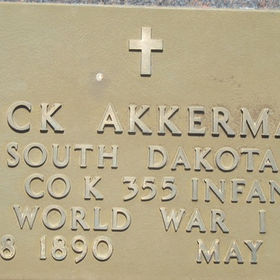 CK AKKERMA
SOUTH DAKOTA
CO K 355 INFAN
WORLD WAR I
8 1890 MAY